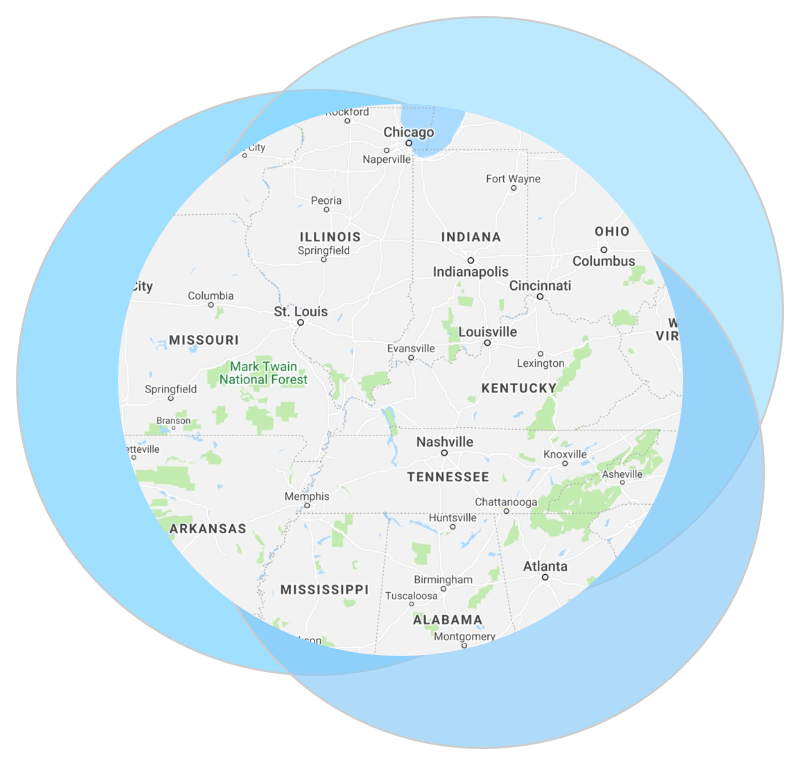 Rockford
Chicago
City
Naperville
Fort Wayne
Peoria
ILLINOIS
INDIANA
OHIO
Springfield
Columbus
Indianapolis
City
Cincinnati
Columbia
St. Louis
W
VIR
Louisville
MISSOURI
Evansville
Lexington
Mark Twain
National Forest
KENTUCKY
Springfield
Branson
Nashville
etteville
Knoxville
TENNESSEE
Asheville
Memphis
Chattanooga
Huntsville
ARKANSAS
Atlanta
Birmingham
MISSISSIPPI
Tuscaloosa
ALABAMA
Montgomery
son